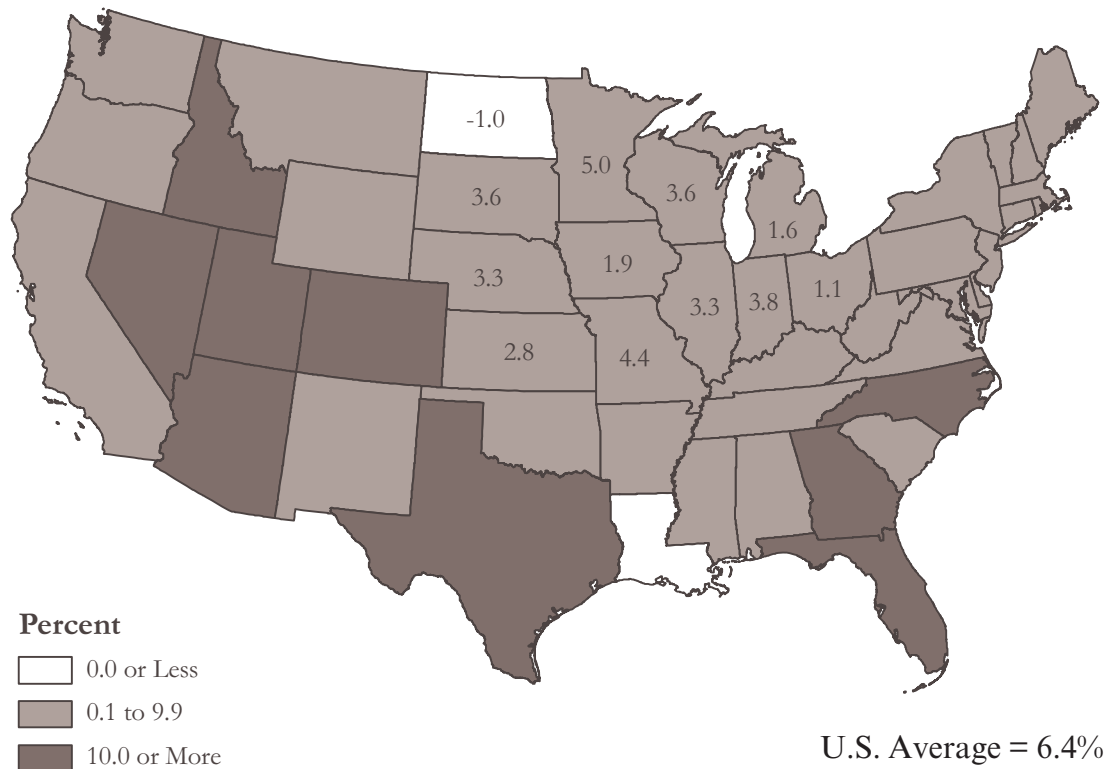 -1.0
5.0
3.6
3.6
1.6
1.9
3.3
3.3
3.8
1.1
2.8
4.4
Percent
0.0 or Less
0.1 to 9.9
10.0 or More
U.S. Average = 6.4%